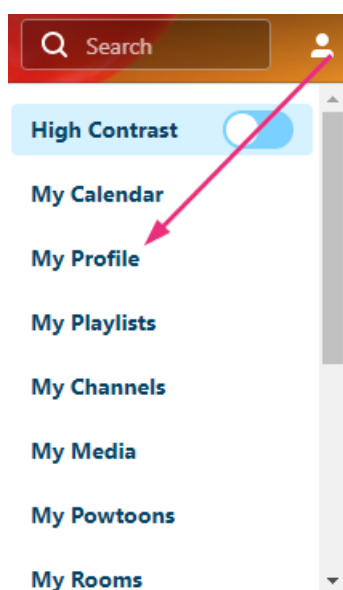 Search
High Contrast
My Calendar
My Profile
My Playlists
My Channels
My Media
My Powtoons
My Rooms